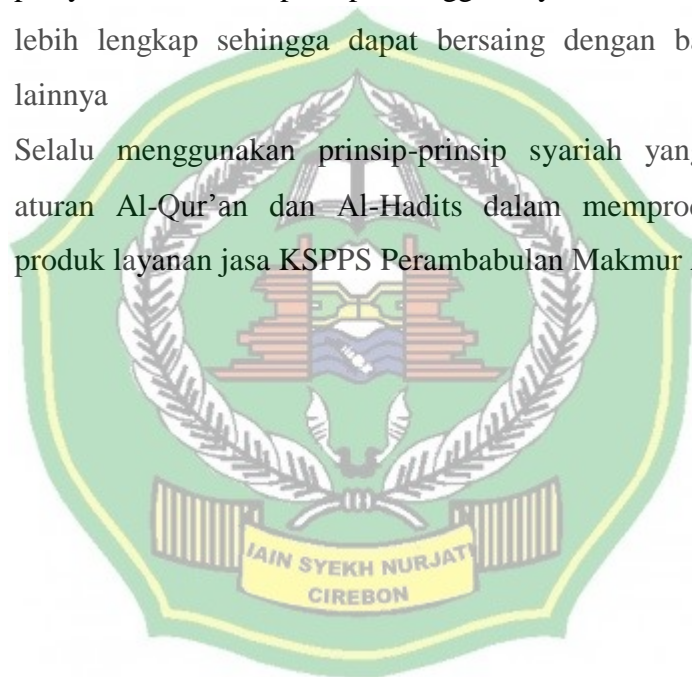 lebih lengkap sehingga dapat bersaing dengan
lainnya
Selalu menggunakan prinsip-prinsip syariah
aturan Al-Qur’an dan Al-Hadits dalam
produk layanan jasa KSPPS Perambabulan Makmur
IAIN SYEKH NURJATI
CIREBON